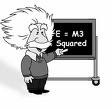 E = M3
Squared